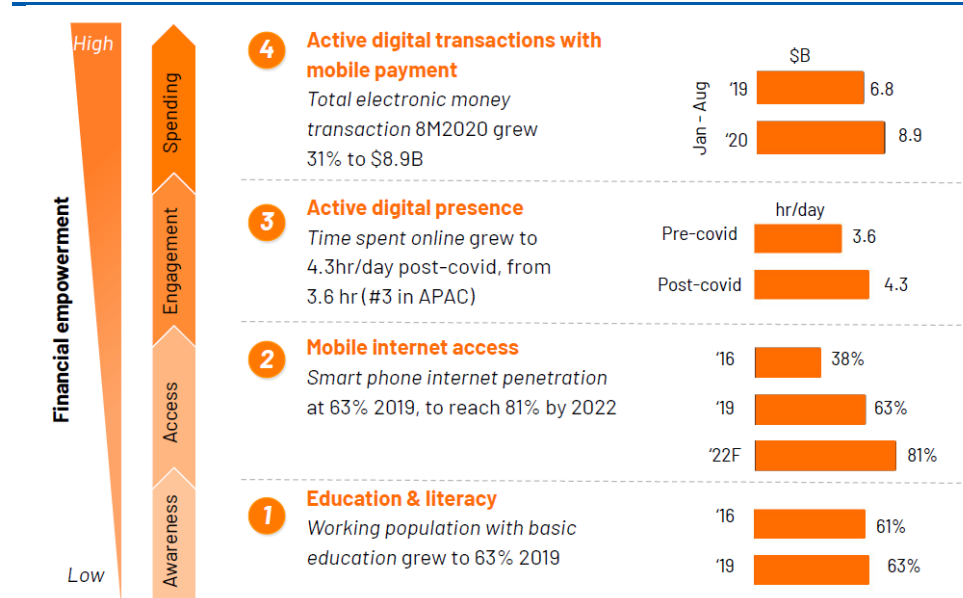 High
Financial empowerment
Low
Spending
Engagement
Access
Awareness
4
Active digital transactions with
mobile payment
Total electronic money
transaction 8M2020 grew
31% to $8.9B
$B
Jan - Aug
‘19
6.8
‘20
8.9
3
Active digital presence
Time spent online grew to
4.3hr/day post-covid, from
3.6 hr (#3 in APAC)
hr/day
Pre-covid
3.6
Post-covid
4.3
2
Mobile internet access
Smart phone internet penetration
at 63% 2019, to reach 81% by 2022
‘16
38%
‘19
63%
‘22F
81%
1
Education & literacy
Working population with basic
education grew to 63% 2019
‘16
61%
‘19
63%